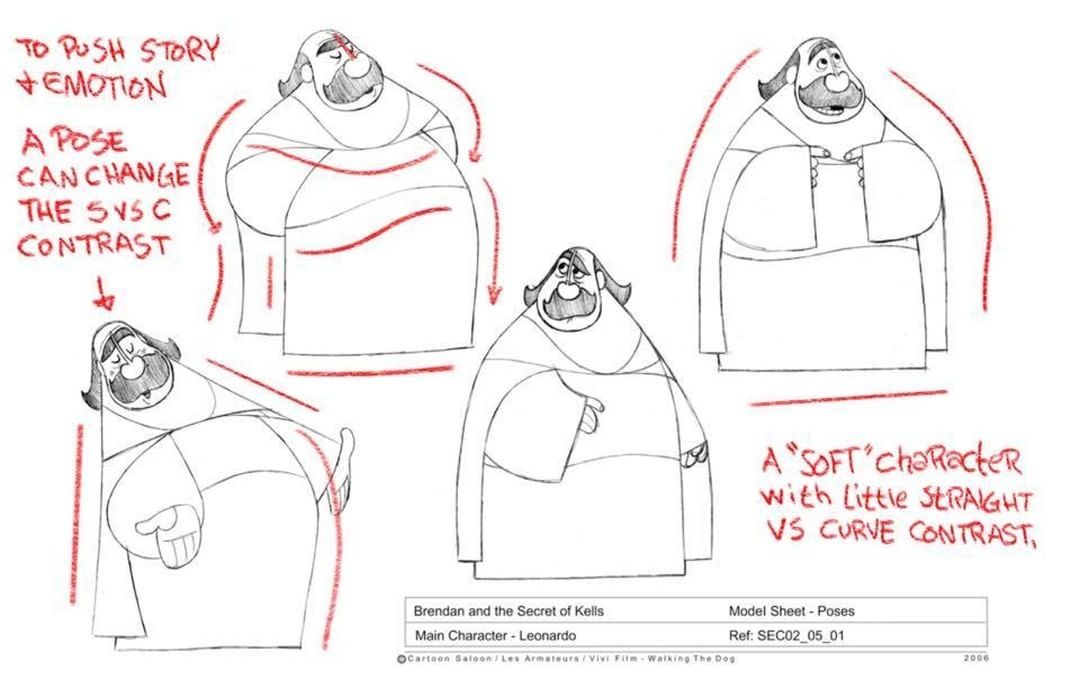 TO PUSH STORY
+ EMOTION
A POSE
CAN CHANGE
THE S VS C
CONTRAST
A "SOFT" CHARACTER
WITH LITTLE STRAIGHT
VS CURVE CONTRAST.
Brendan and the Secret of Kells Model Sheet - Poses
Main Character - Leonardo Ref: SEC02_05_01
©Cartoon Saloon / Les Armateurs / Vivi Film - Walking The Dog 2006